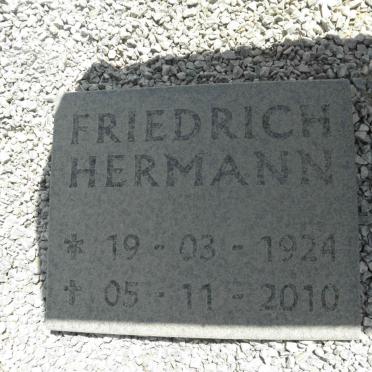 FRIEDRICH
HERMANN
* 19 - 03 - 1924
† 05 - 11 - 2010